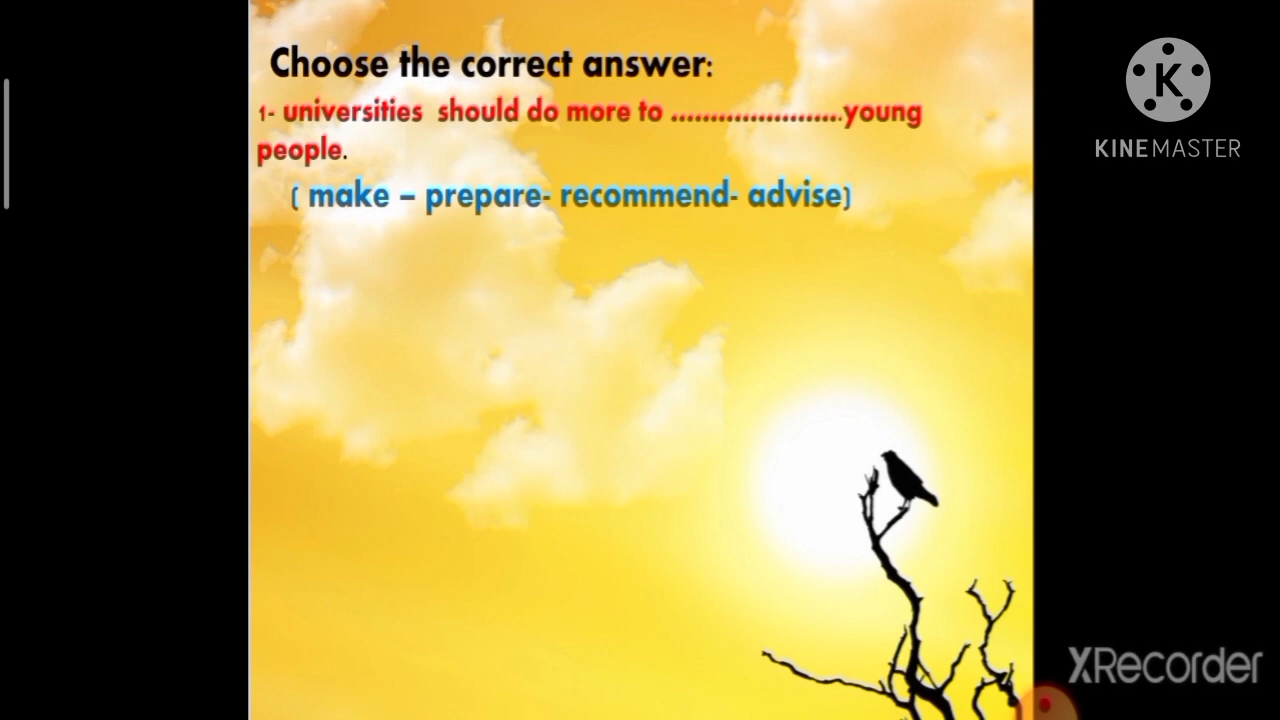 Choose the correct answer:
1- universities should do more to ......................young
people.
( make – prepare- recommend- advise)
K
KINEMASTER
XRecorder